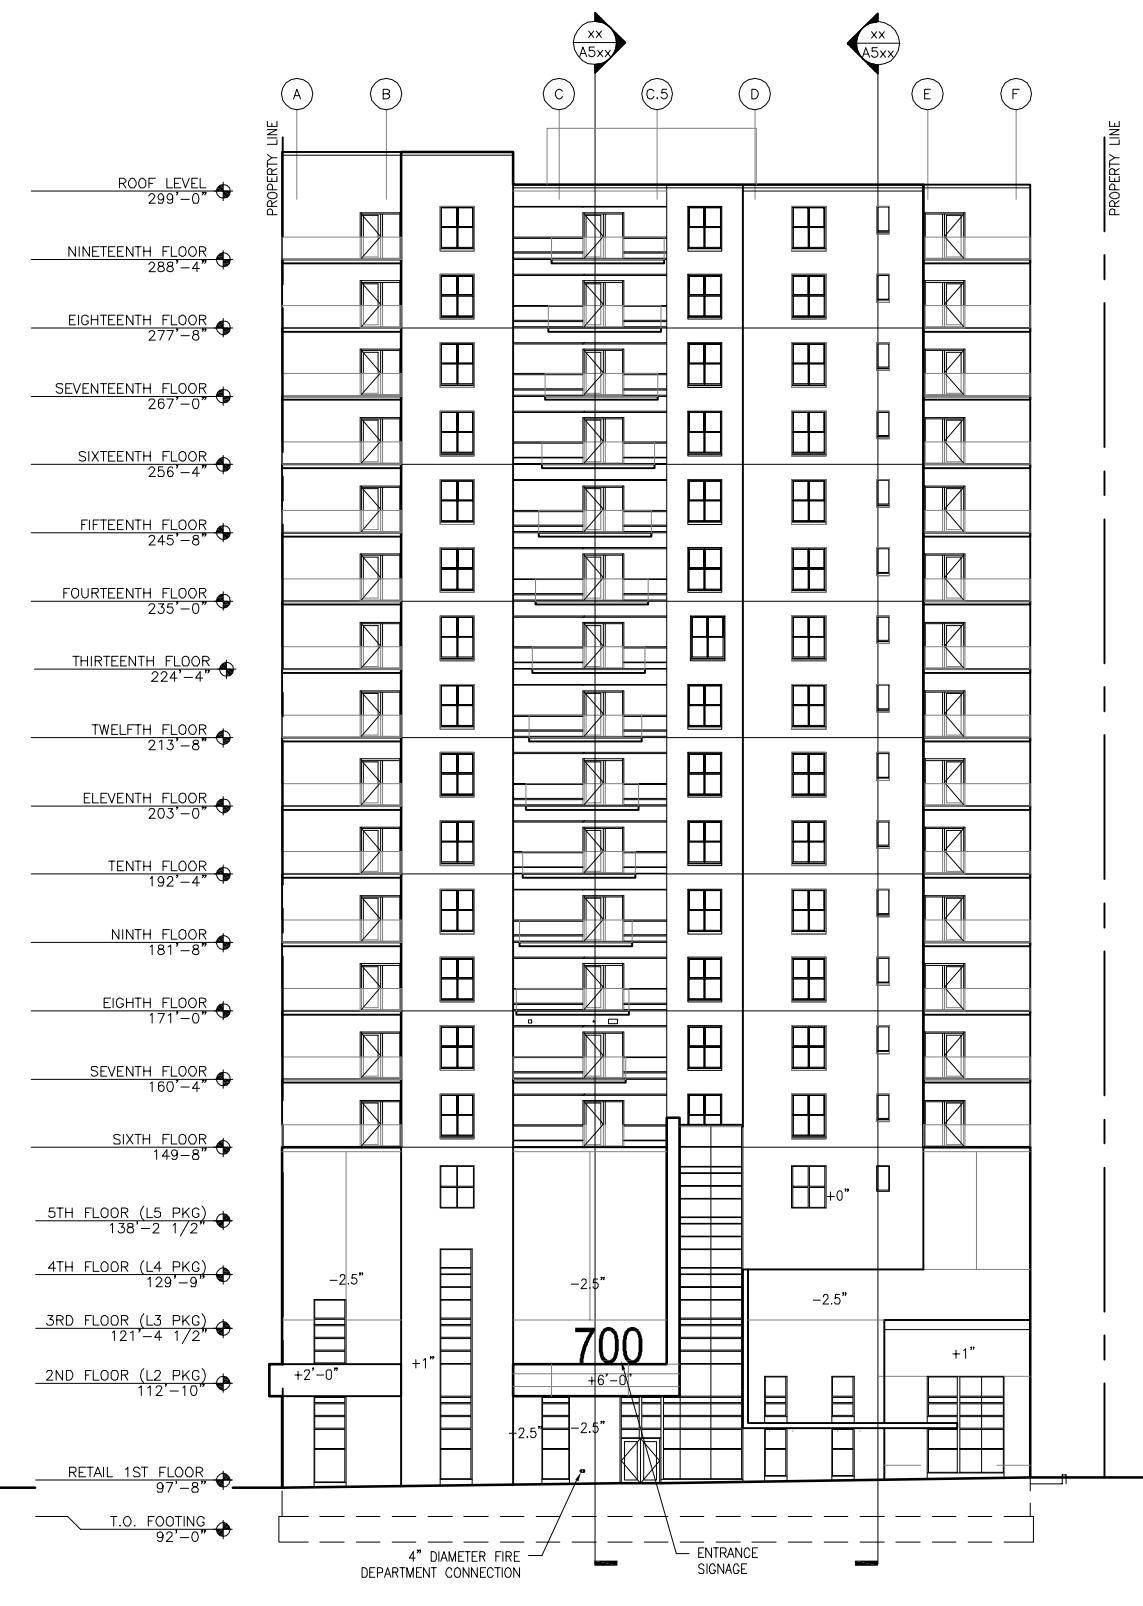 xx
A5xx
xx
A5xx
A
B
C
C.5
D
E
F
PROPERTY LINE
PROPERTY LINE
ROOF LEVEL
299'-0"
NINETEENTH FLOOR
288'-4"
EIGHTEENTH FLOOR
277'-8"
SEVENTEENTH FLOOR
267'-0"
SIXTEENTH FLOOR
256'-4"
FIFTEENTH FLOOR
245'-8"
FOURTEENTH FLOOR
235'-0"
THIRTEENTH FLOOR
224'-4"
TWELFTH FLOOR
213'-8"
ELEVENTH FLOOR
203'-0"
TENTH FLOOR
192'-4"
NINTH FLOOR
181'-8"
EIGHTH FLOOR
171'-0"
SEVENTH FLOOR
160'-4"
SIXTH FLOOR
149-8"
+0"
5TH FLOOR (L5 PKG)
138'-2 1/2"
4TH FLOOR (L4 PKG)
129'-9"
-2.5"
-2.5"
-2.5"
3RD FLOOR (L3 PKG)
121'-4 1/2"
700
+1"
+1"
2ND FLOOR (L2 PKG)
112'-10"
+2'-0"
+6'-0"
-2.5"
-2.5"
RETAIL 1ST FLOOR
97'-8"
T.O. FOOTING
92'-0"
4" DIAMETER FIRE
DEPARTMENT CONNECTION
ENTRANCE
SIGNAGE